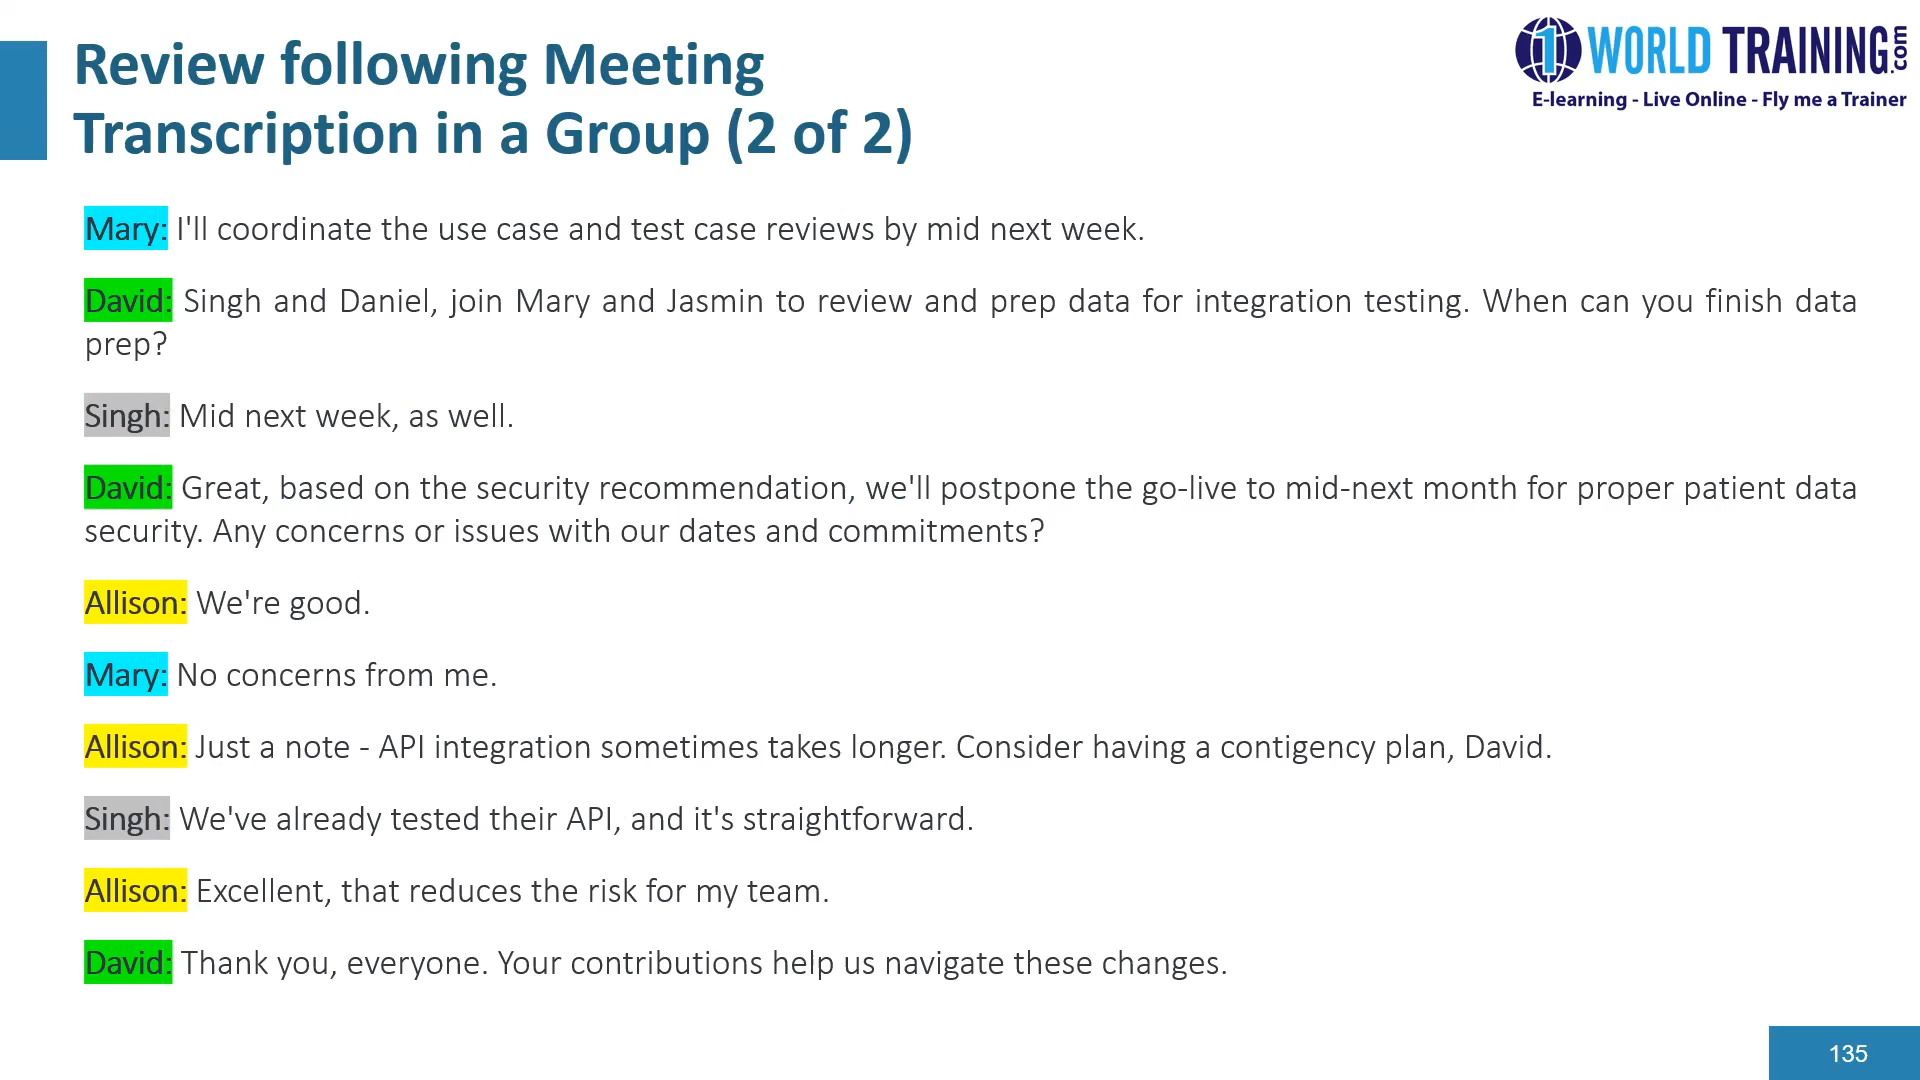 Review following Meeting
Transcription in a Group (2 of 2)
1 WORLD TRAINING.com
E-learning - Live Online - Fly me a Trainer
Mary: I'll coordinate the use case and test case reviews by mid next week.
David: Singh and Daniel, join Mary and Jasmin to review and prep data for integration testing. When can you finish data
prep?
Singh: Mid next week, as well.
David: Great, based on the security recommendation, we'll postpone the go-live to mid-next month for proper patient data
security. Any concerns or issues with our dates and commitments?
Allison: We're good.
Mary: No concerns from me.
Allison: Just a note - API integration sometimes takes longer. Consider having a contigency plan, David.
Singh: We've already tested their API, and it's straightforward.
Allison: Excellent, that reduces the risk for my team.
David: Thank you, everyone. Your contributions help us navigate these changes.
135